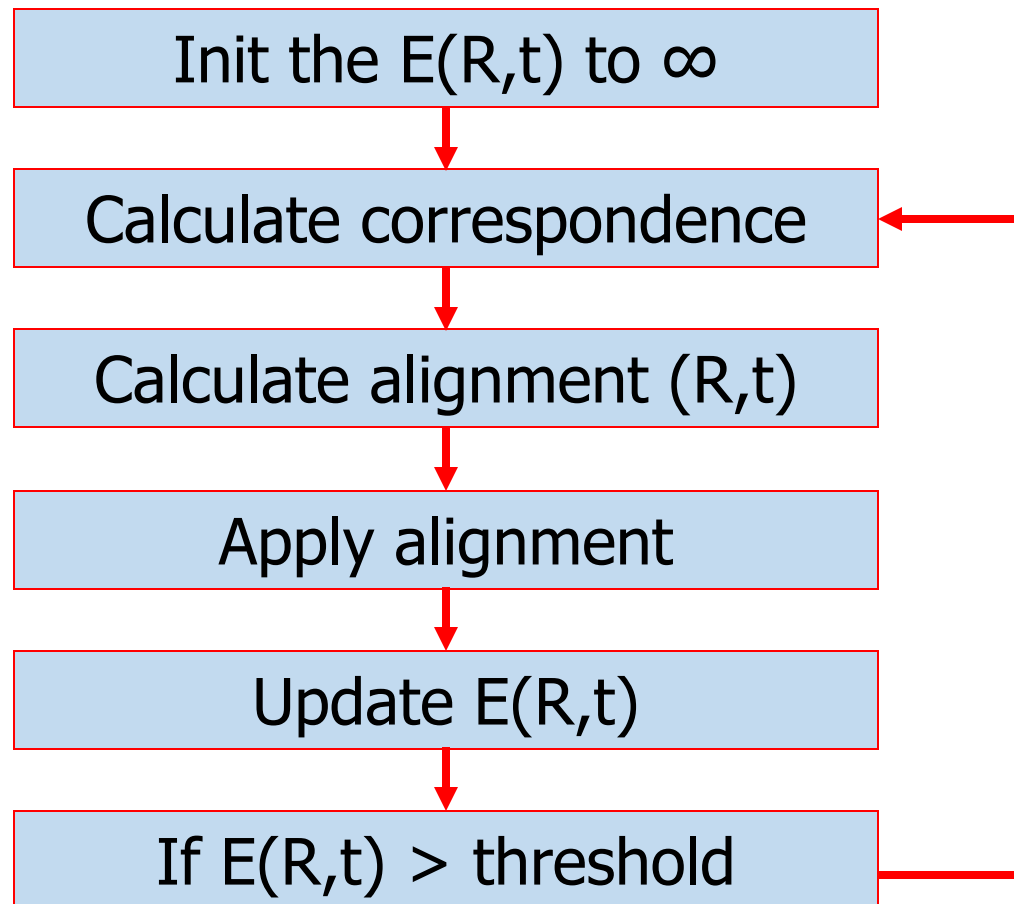 Init the E(R,t) to ∞
Calculate correspondence
Calculate alignment (R,t)
Apply alignment
Update E(R,t)
If E(R,t) > threshold